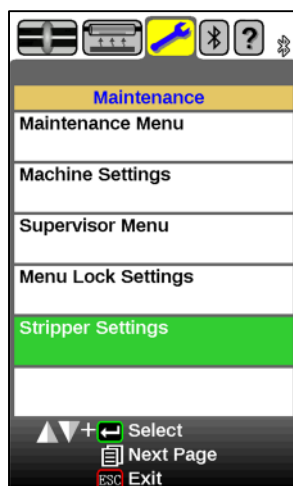 ?
Maintenance
Maintenance Menu
Machine Settings
Supervisor Menu
Menu Lock Settings
Stripper Settings
+ Select
Next Page
ESC Exit